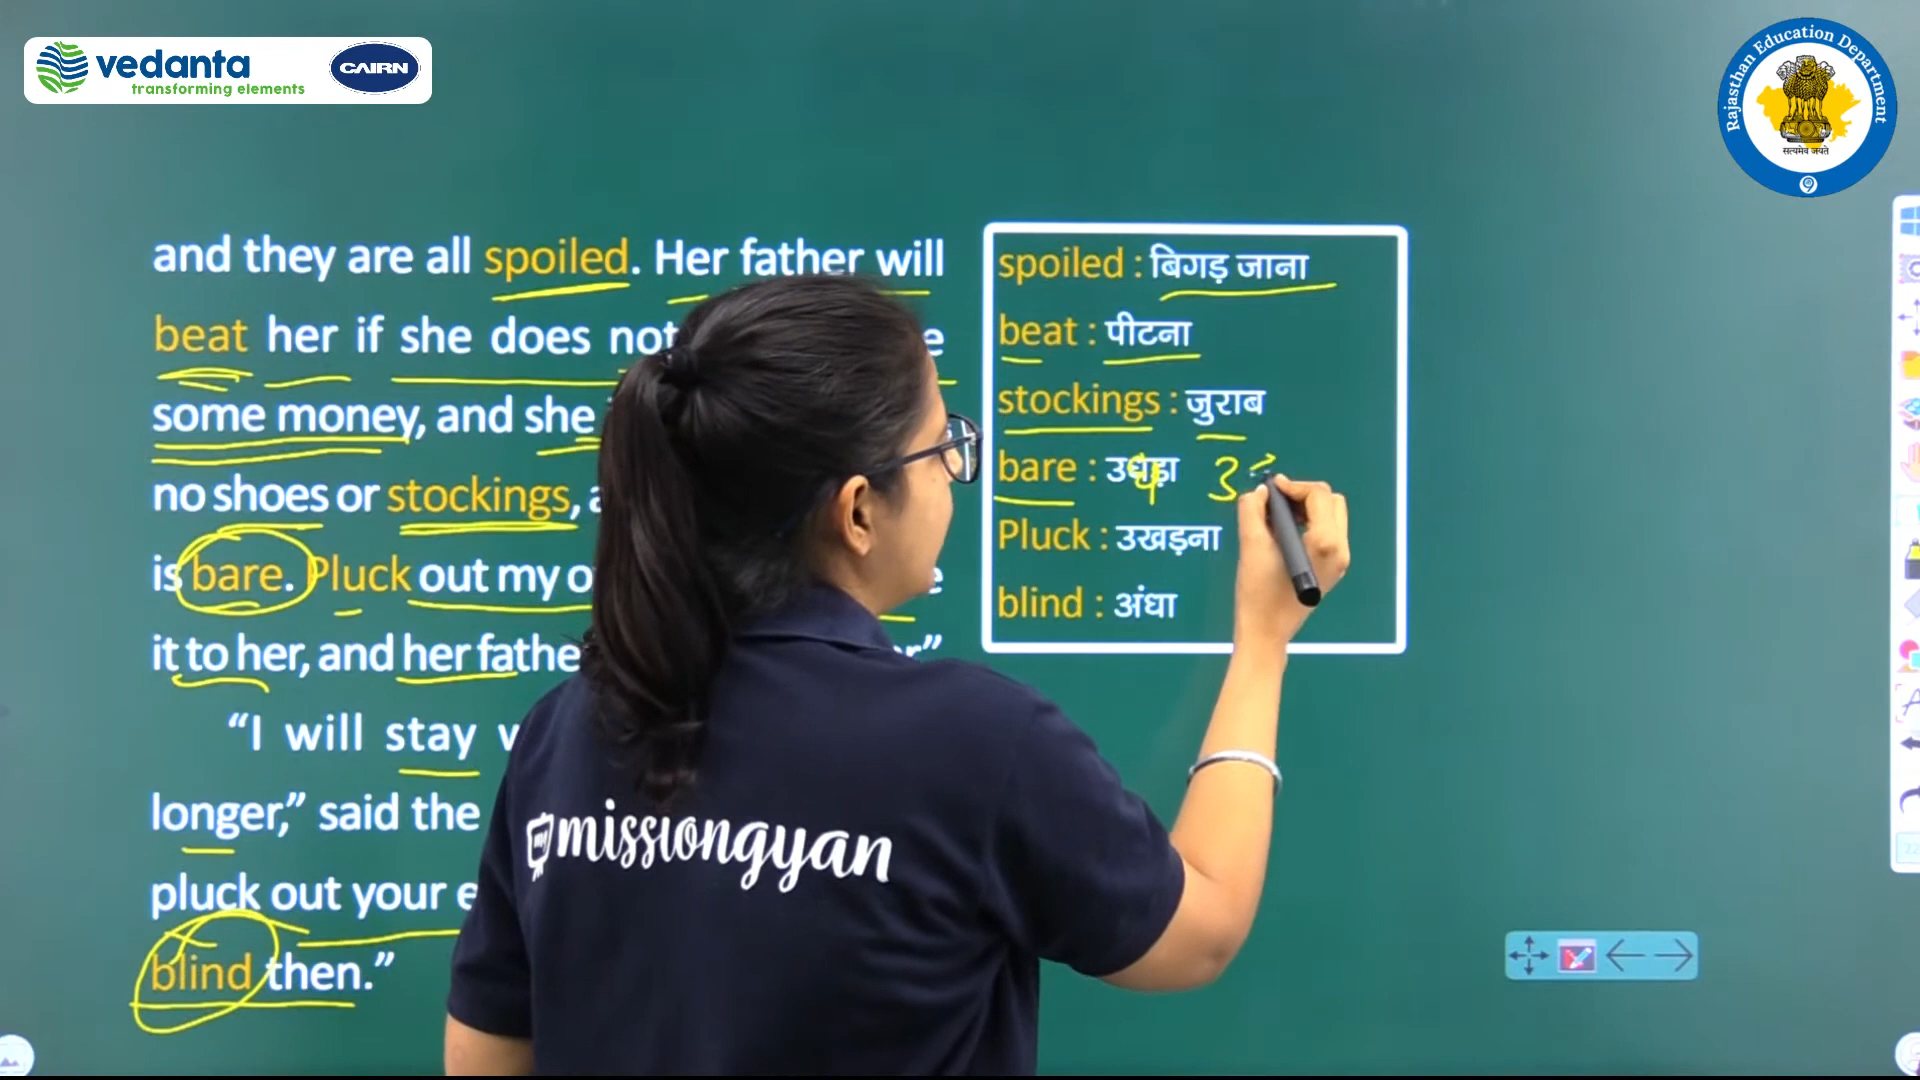 vedanta
transforming elements
CAIRN
Rajasthan Education Department
सत्यमेव जयते
and they are all spoiled. Her father will
beat her if she does not
some money, and she
no shoes or stockings,
is bare. Pluck out my
it to her, and her
“I will stay
longer,” said the
pluck out your
blind then.”
spoiled : बिगड़ जाना
beat : पीटना
stockings : जुराब
bare :
Pluck : उखड़ना
blind : अंधा
missiongyan